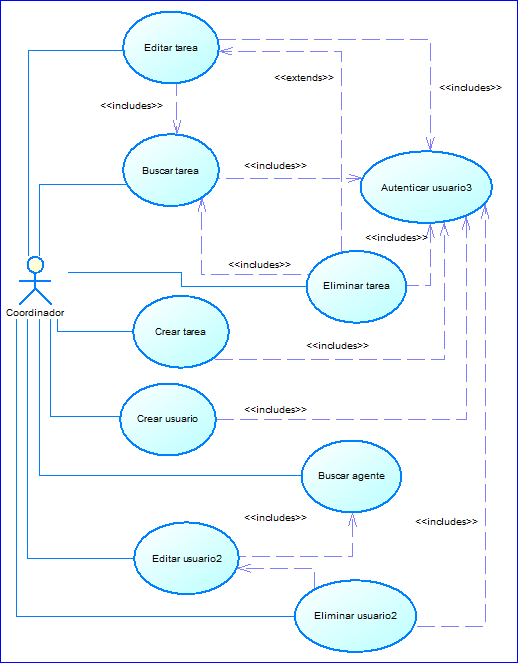 Editar tarea
<<extends>>
<<includes>>
<<includes>>
Buscar tarea
<<includes>>
Autenticar usuario3
<<includes>>
<<includes>>
Eliminar tarea
Coordinador
Crear tarea
<<includes>>
Crear usuario
<<includes>>
Buscar agente
<<includes>>
<<includes>>
Editar usuario2
Eliminar usuario2